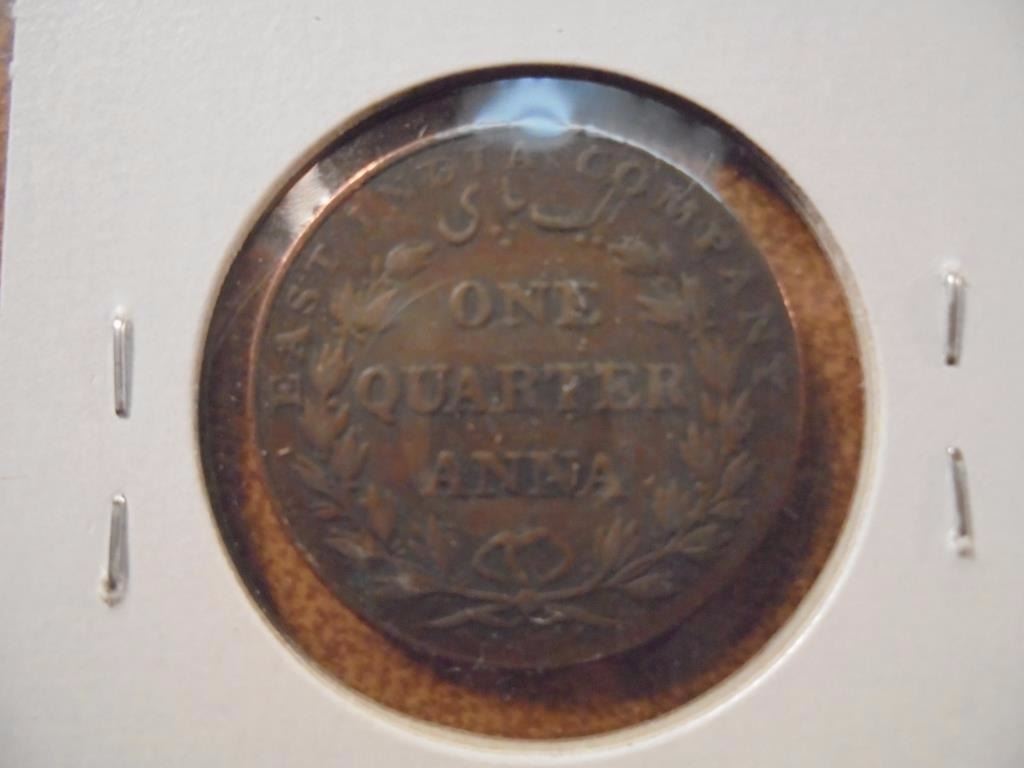 EAST INDIA COMPANY
ONE
QUARTER
ANNA